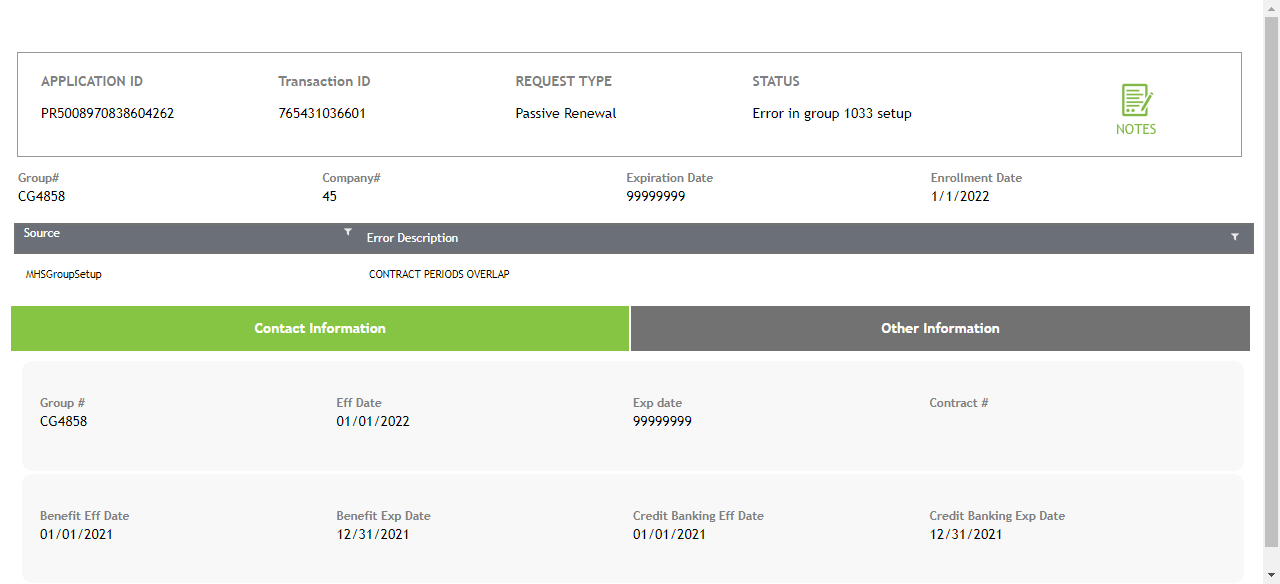 APPLICATION ID Transaction ID REQUEST TYPE STATUS
PR5008970838604262 765431036601 Passive Renewal Error in group 1033 setup
NOTES
Group# Company# Expiration Date Enrollment Date
CG4858 45 99999999 1/1/2022
Source Error Description
MHSGroupSetup CONTRACT PERIODS OVERLAP
Contact Information Other Information
Group # Eff Date Exp date Contract #
CG4858 01/01/2022 99999999
Benefit Eff Date Benefit Exp Date Credit Banking Eff Date Credit Banking Exp Date
01/01/2021 12/31/2021 01/01/2021 12/31/2021